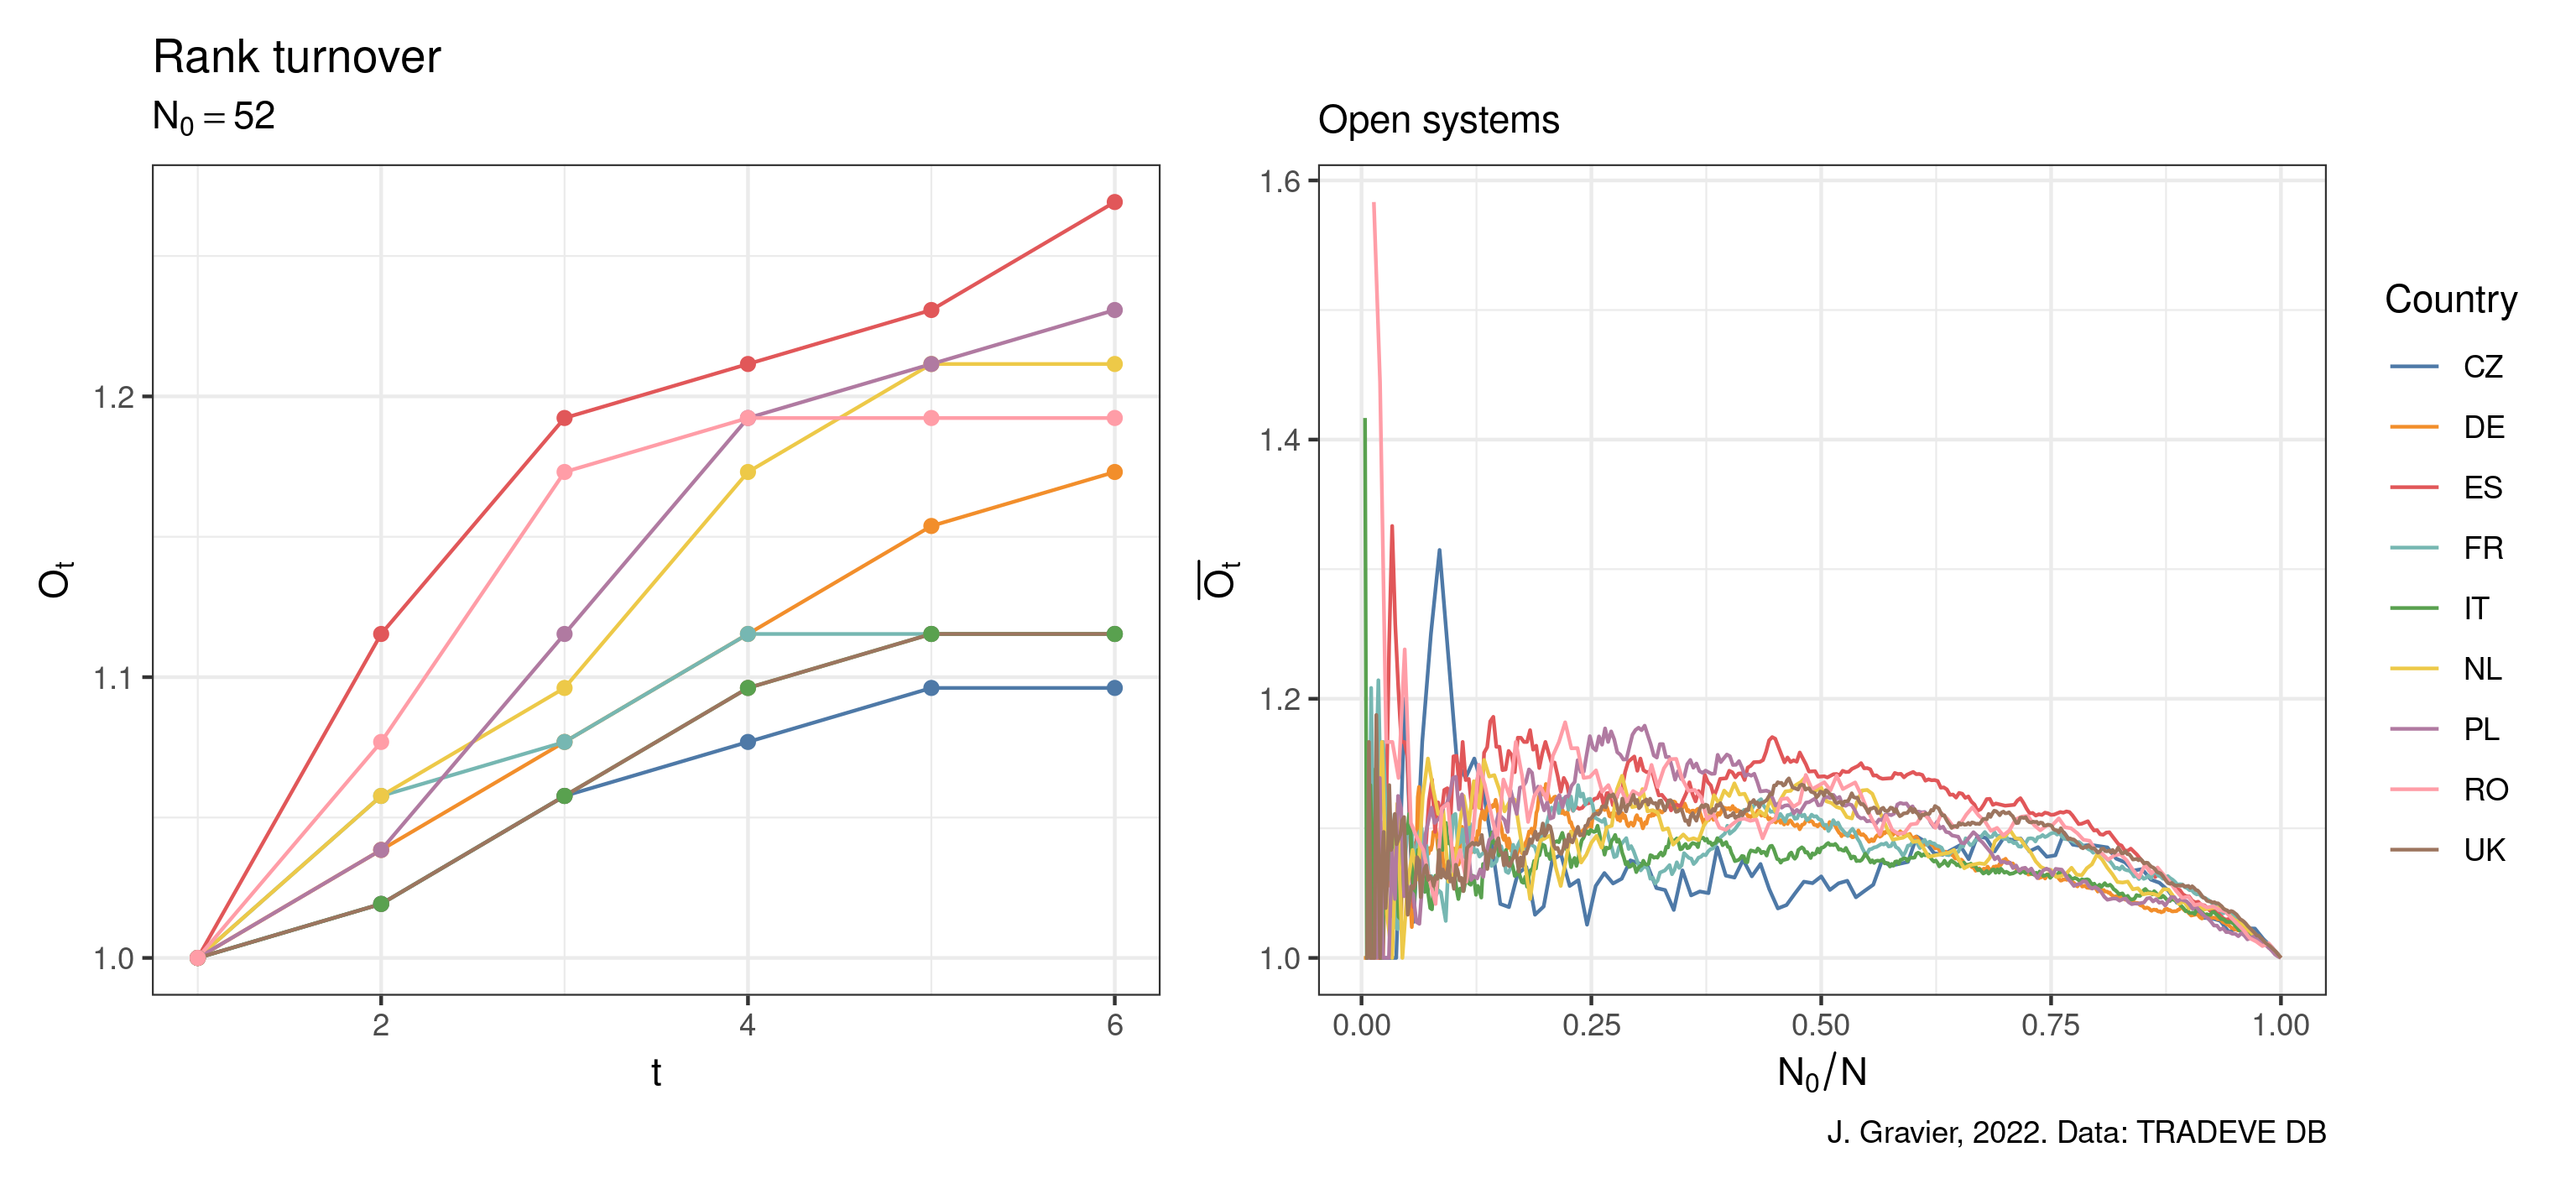 Rank turnover
N₀ = 52
1.2
1.1
1.0
Oₜ
2 4 6
t
Open systems
1.6
1.4
1.2
1.0
O̅ₜ
0.00 0.25 0.50 0.75 1.00
N₀/N
Country
CZ
DE
ES
FR
IT
NL
PL
RO
UK
J. Gravier, 2022. Data: TRADEVE DB